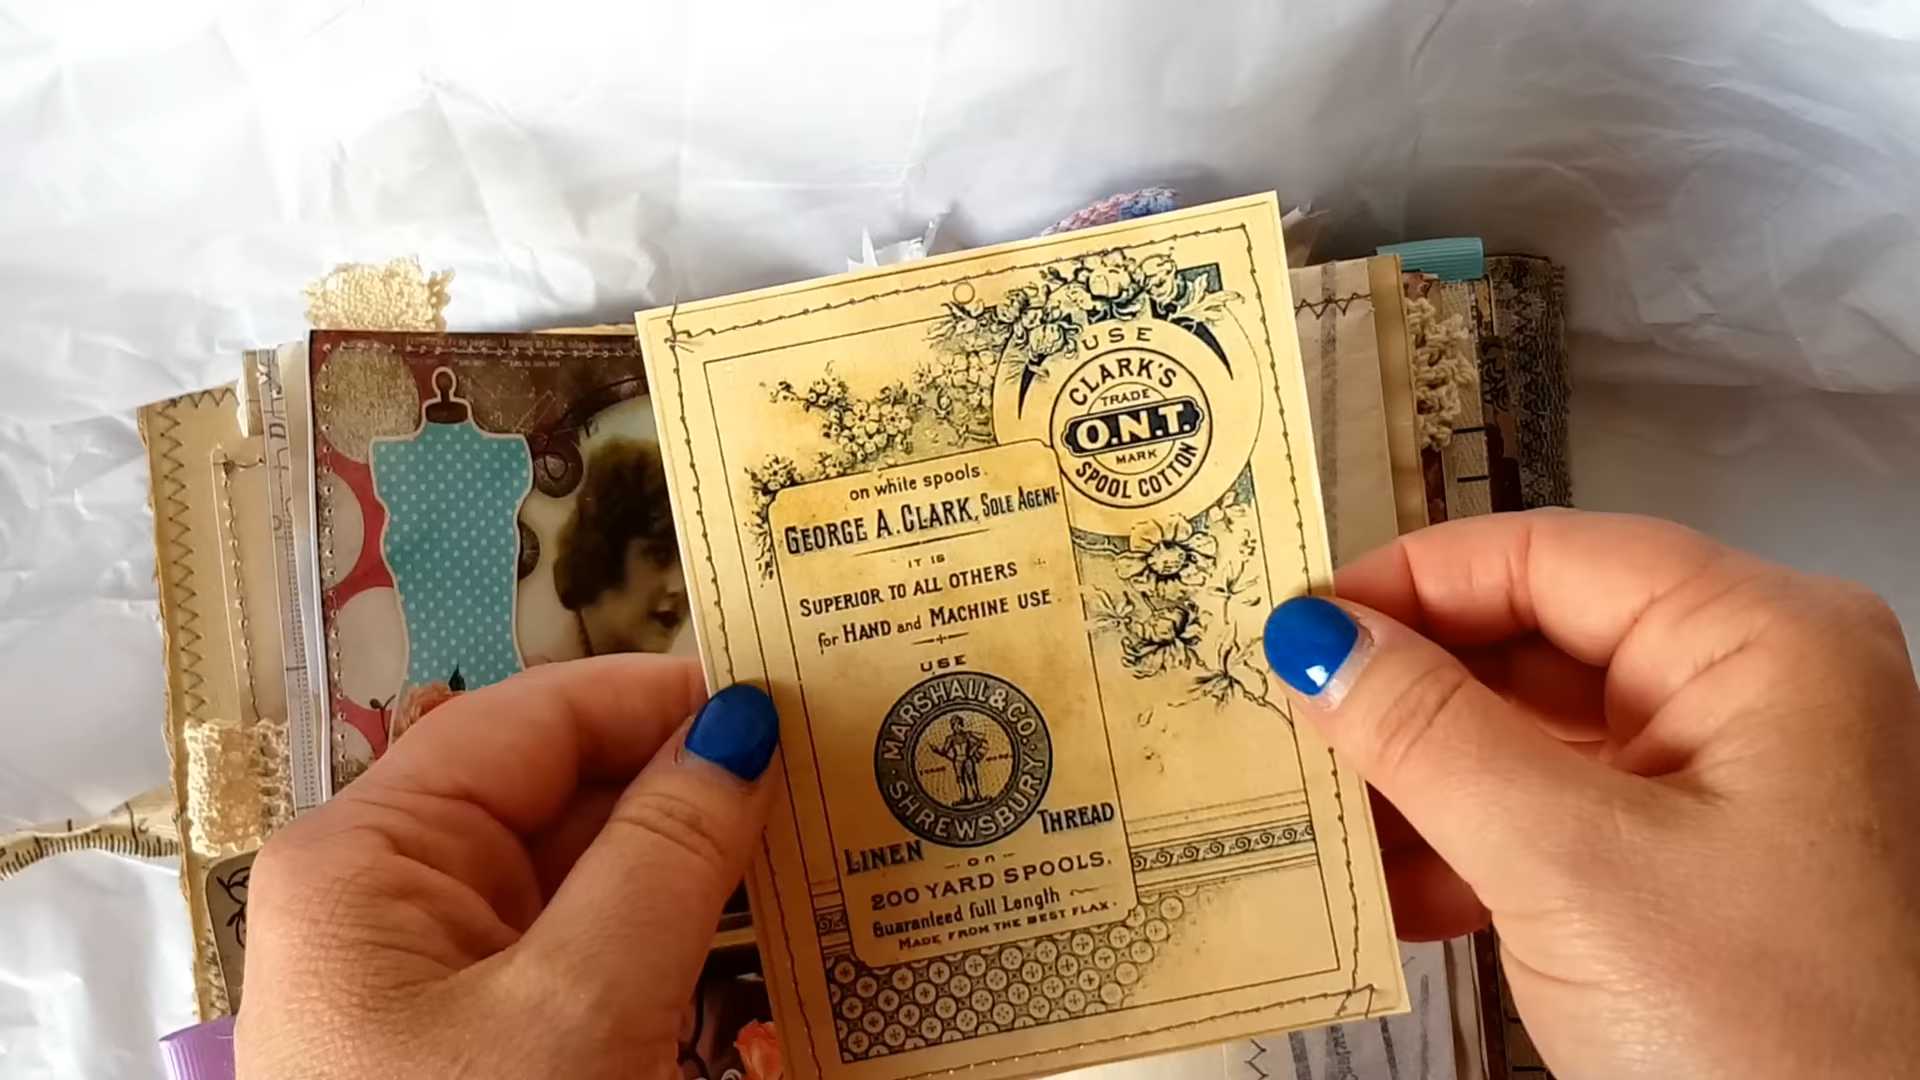 USE
CLARK'S
TRADE
O.N.T.
MARK
SPOOL COTTON
on white spools
GEORGE A. CLARK, SOLE AGENT
IT IS
SUPERIOR TO ALL OTHERS
for HAND and MACHINE USE
USE
MARSHALL & CO.
SHREWSBURY
LINEN THREAD
on
200 YARD SPOOLS.
Guaranteed full Length
MADE FROM THE BEST FLAX.